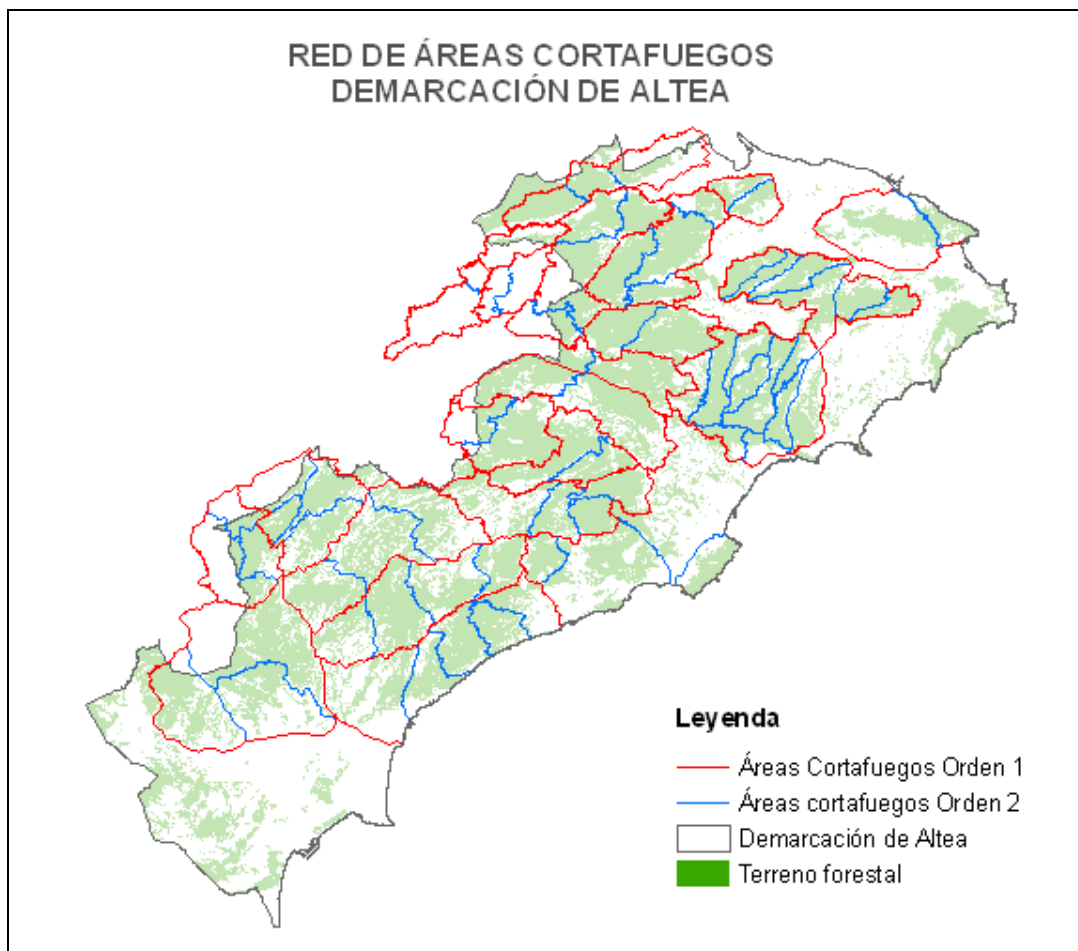 RED DE ÁREAS CORTAFUEGOS
DEMARCACIÓN DE ALTEA
Leyenda
Áreas Cortafuegos Orden 1
Áreas cortafuegos Orden 2
Demarcación de Altea
Terreno forestal